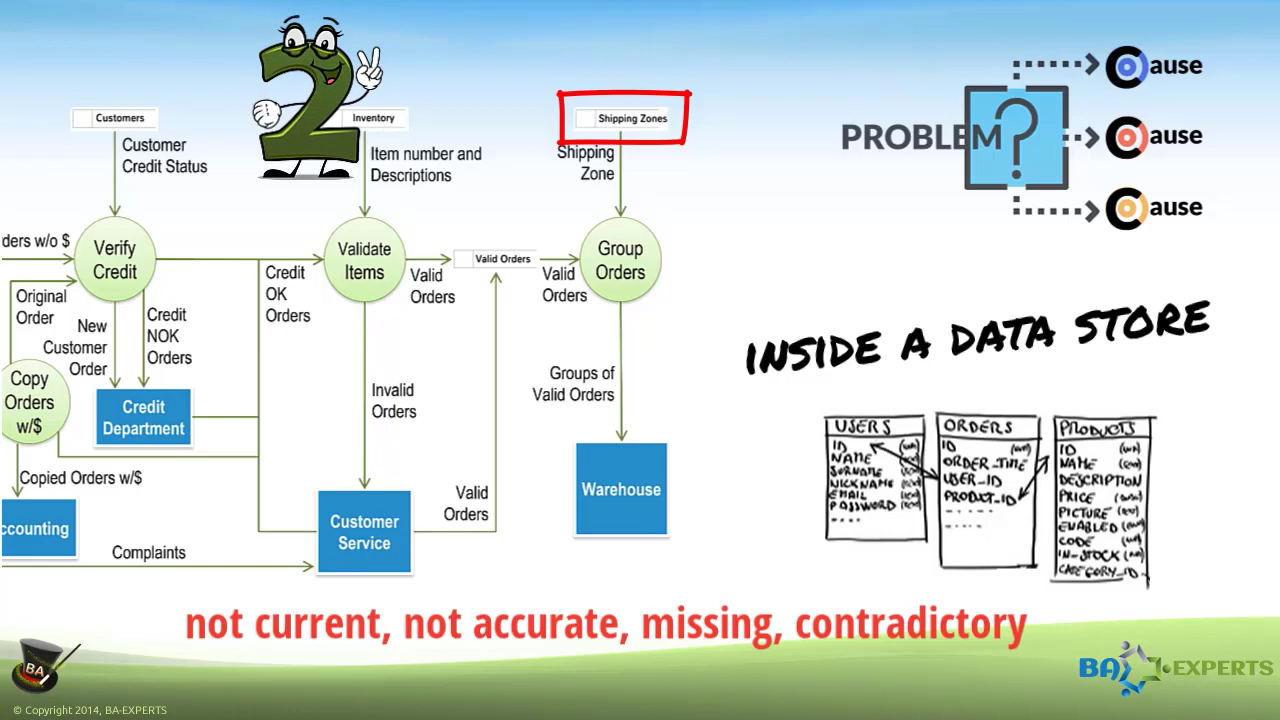 Customers
Customer
Credit Status
2
Inventory
Item number and
Descriptions
Shipping Zones
Shipping
Zone
ders w/o $
Verify
Credit
Validate
Items
Valid Orders
Group
Orders
Original
Order
New
Customer
Order
Credit
NOK
Orders
Credit
OK
Orders
Valid
Orders
Valid
Orders
Copy
Orders
w/$
Credit
Department
Invalid
Orders
Groups of
Valid Orders
Copied Orders w/$
ccounting
Complaints
Customer
Service
Valid
Orders
Warehouse
PROBLEM ?
Cause
Cause
Cause
INSIDE A DATA STORE
USERS
ID
NAME
SURNAME
NICKNAME
EMAIL
PASSWORD
ORDERS
ID
ORDER_TIME
USER_ID
PRODUCT_ID
PRODUCTS
ID
NAME
DESCRIPTION
PRICE
PICTURE
ENABLED
CODE
IN-STOCK
CATEGORY_ID
not current, not accurate, missing, contradictory
BA
© Copyright 2014, BA-EXPERTS
BA EXPERTS